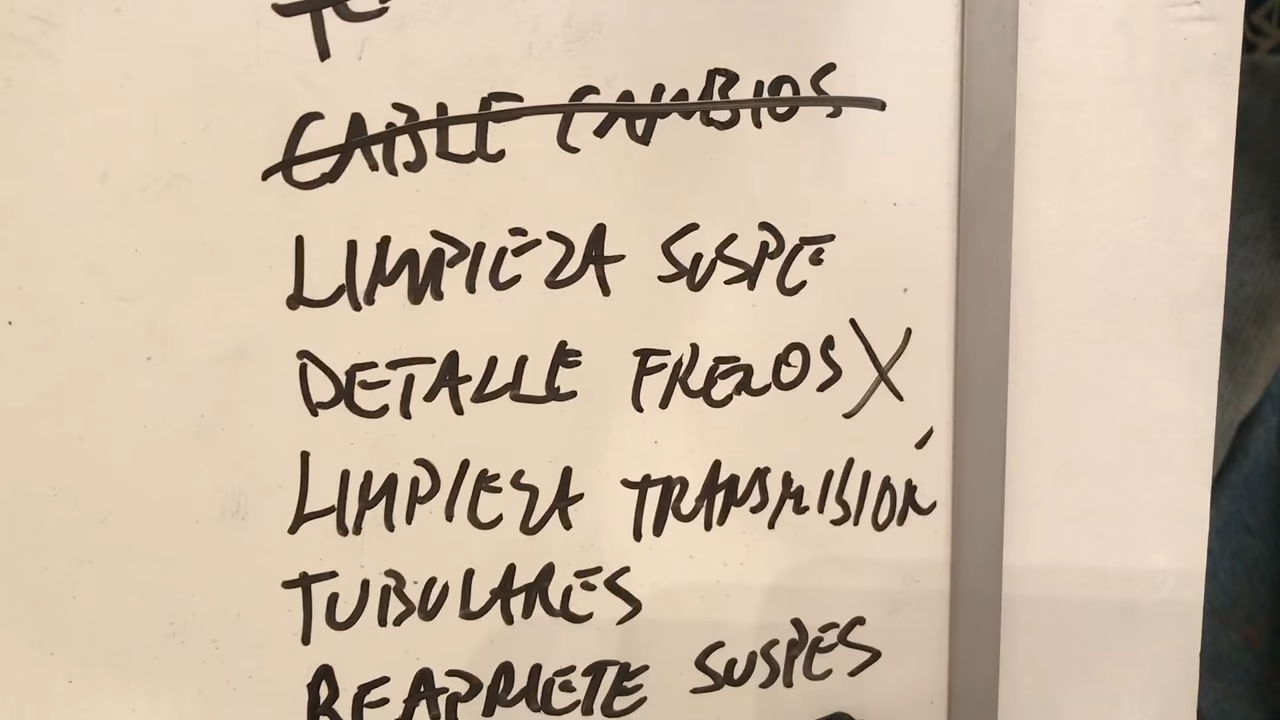 CABLE CAMBIOS
LIMPIEZA SUSPE
DETALLE FRENOS X
LIMPIEZA TRANSMISIÓN
TUBULARES
REAPRIETE SUSPES